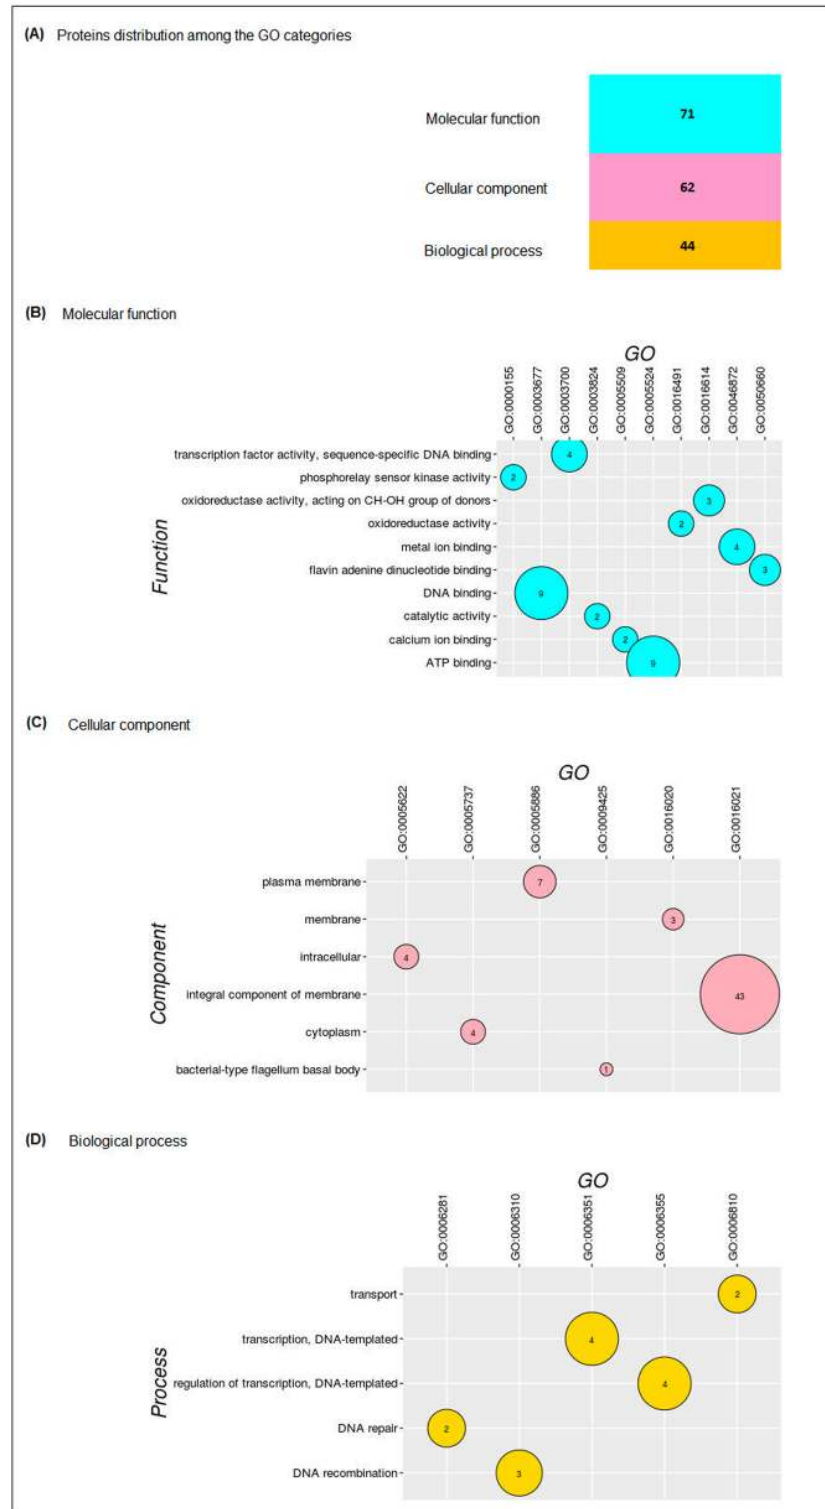 (A) Proteins distribution among the GO categories
Molecular function 71
Cellular component 62
Biological process 44
(B) Molecular function
GO
GO:0000155 GO:0003677 GO:0003700 GO:0003824 GO:0005509 GO:0005524 GO:0016491 GO:0016614 GO:0046872 GO:0050660
Function
transcription factor activity, sequence-specific DNA binding 4
phosphorelay sensor kinase activity 2
oxidoreductase activity, acting on CH-OH group of donors 3
oxidoreductase activity 2
metal ion binding 4
flavin adenine dinucleotide binding 3
DNA binding 9
catalytic activity 2
calcium ion binding 2
ATP binding 9
(C) Cellular component
GO
GO:0005622 GO:0005737 GO:0005886 GO:0009425 GO:0016020 GO:0016021
Component
plasma membrane 7
membrane 3
intracellular 4
integral component of membrane 43
cytoplasm 4
bacterial-type flagellum basal body 1
(D) Biological process
GO
GO:0006281 GO:0006310 GO:0006351 GO:0006355 GO:0006810
Process
transport 2
transcription, DNA-templated 4
regulation of transcription, DNA-templated 4
DNA repair 2
DNA recombination 3